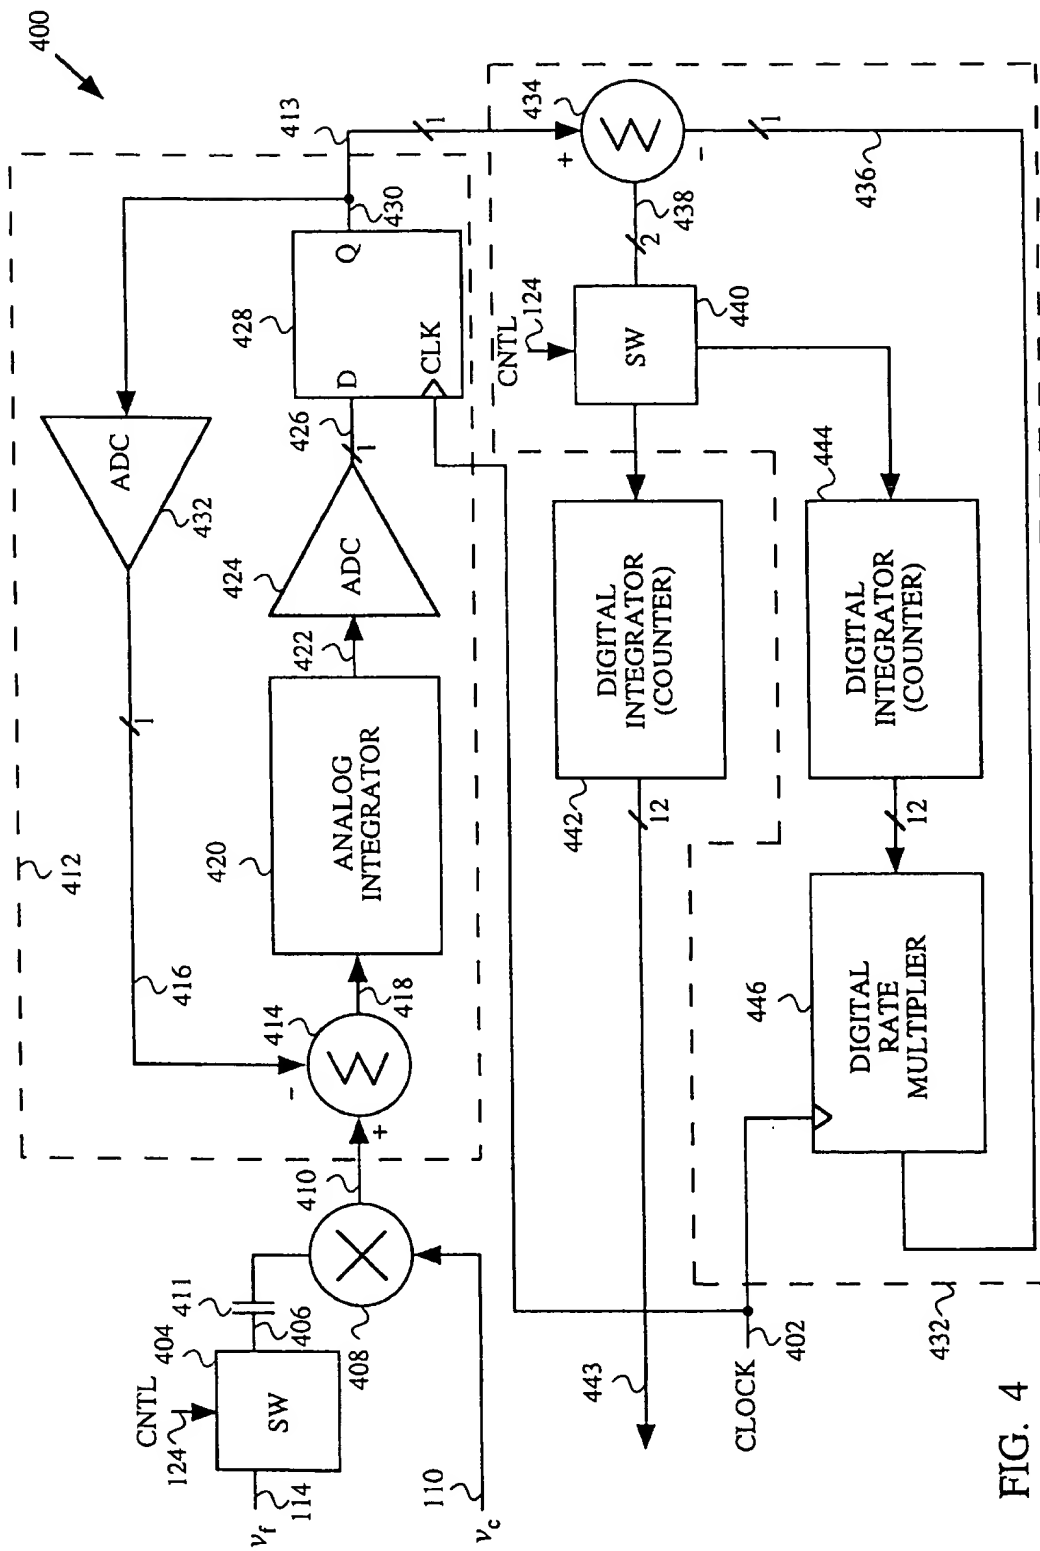 400
412
416
1
ADC
432
CNTL
124
404
SW
411
406
414
-
+
420
ANALOG
INTEGRATOR
424
ADC
426
1
428
D
Q
CLK
430
413
1
νf
114
408
410
418
422
νc
110
CNTL
124
434
+
-
SW
440
438
2
436
1
DIGITAL
INTEGRATOR
(COUNTER)
442
12
443
444
DIGITAL
INTEGRATOR
(COUNTER)
12
446
DIGITAL
RATE
MULTIPLIER
CLOCK
402
432
FIG. 4